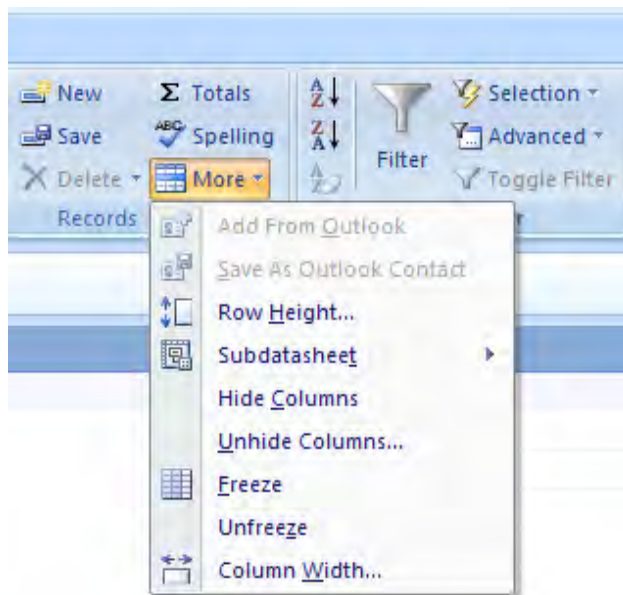 New
Σ Totals
Selection
Save
ABC Spelling
Filter
Advanced
Delete
More
Toggle Filter
Records
Add From Outlook
Save As Outlook Contact
Row Height...
Subdatasheet
Hide Columns
Unhide Columns...
Freeze
Unfreeze
Column Width...